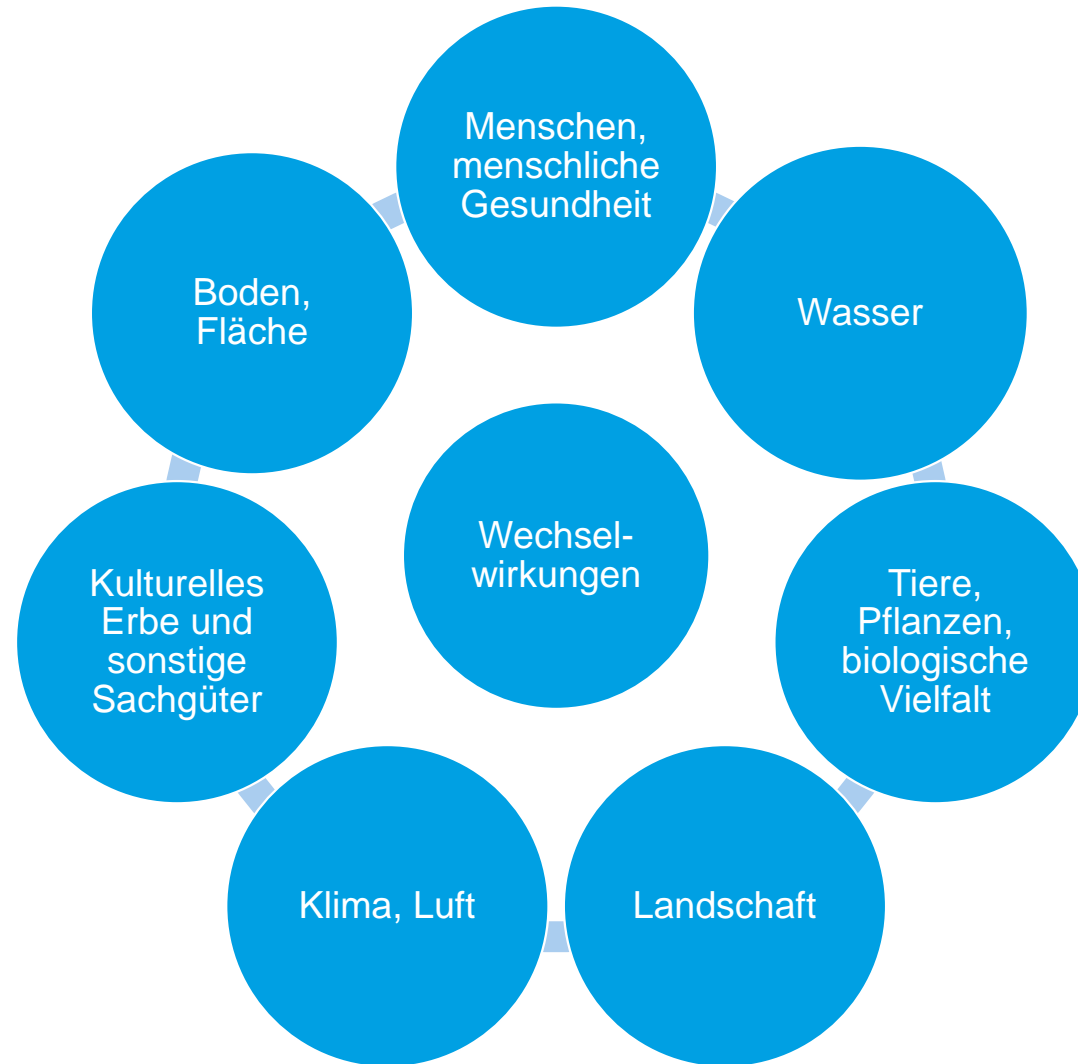 Menschen,
menschliche
Gesundheit
Wasser
Tiere,
Pflanzen,
biologische
Vielfalt
Landschaft
Klima, Luft
Kulturelles
Erbe und
sonstige
Sachgüter
Boden,
Fläche
Wechsel-
wirkungen